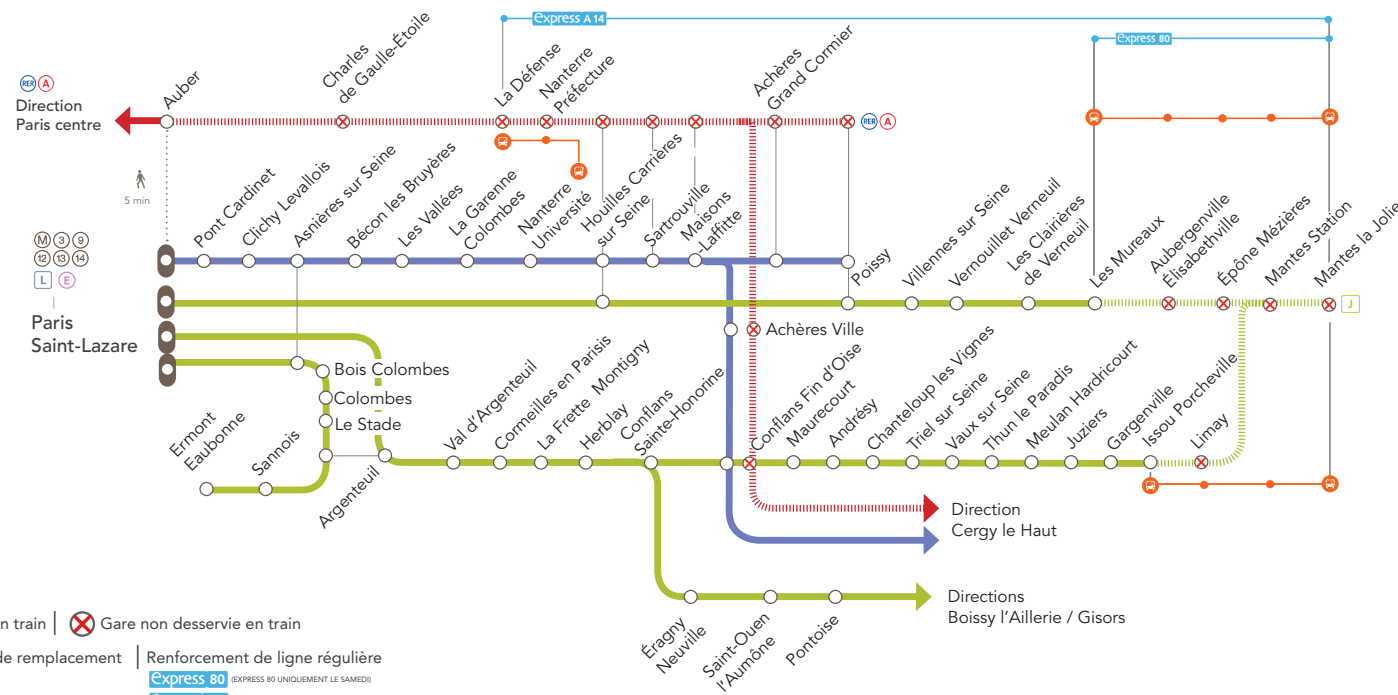 Express A 14
Express 80
RER A
Direction
Paris centre
Auber
Charles
de Gaulle-Étoile
La Défense
Nanterre
Préfecture
Achères
Grand Cormier
RER A
5 min
Pont Cardinet
Clichy Levallois
Asnières sur Seine
Bécon les Bruyères
Les Vallées
La Garenne
Colombes
Nanterre
Université
Houilles Carrières
sur Seine
Sartrouville
Maisons
-Laffitte
Poissy
Villennes sur Seine
Vernouillet Verneuil
Les Clairières
de Verneuil
Les Mureaux
Aubergenville
Élisabethville
Épône Mézières
Mantes Station
Mantes la Jolie
J
M 3 9
12 13 14
L E
Paris
Saint-Lazare
Achères Ville
Bois Colombes
Colombes
Le Stade
Ermont
Eaubonne
Sannois
Argenteuil
Val d'Argenteuil
Cormeilles en Parisis
La Frette Montigny
Herblay
Conflans
Sainte-Honorine
Conflans Fin d'Oise
Maurecourt
Andrésy
Chanteloup les Vignes
Triel sur Seine
Vaux sur Seine
Thun le Paradis
Meulan Hardricourt
Juziers
Gargenville
Issou Porcheville
Limay
Direction
Cergy le Haut
Éragny
Neuville
Saint-Ouen
l'Aumône
Pontoise
Directions
Boissy l'Aillerie / Gisors
n train | Gare non desservie en train
de remplacement | Renforcement de ligne régulière
Express 80 (EXPRESS 80 UNIQUEMENT LE SAMEDI)